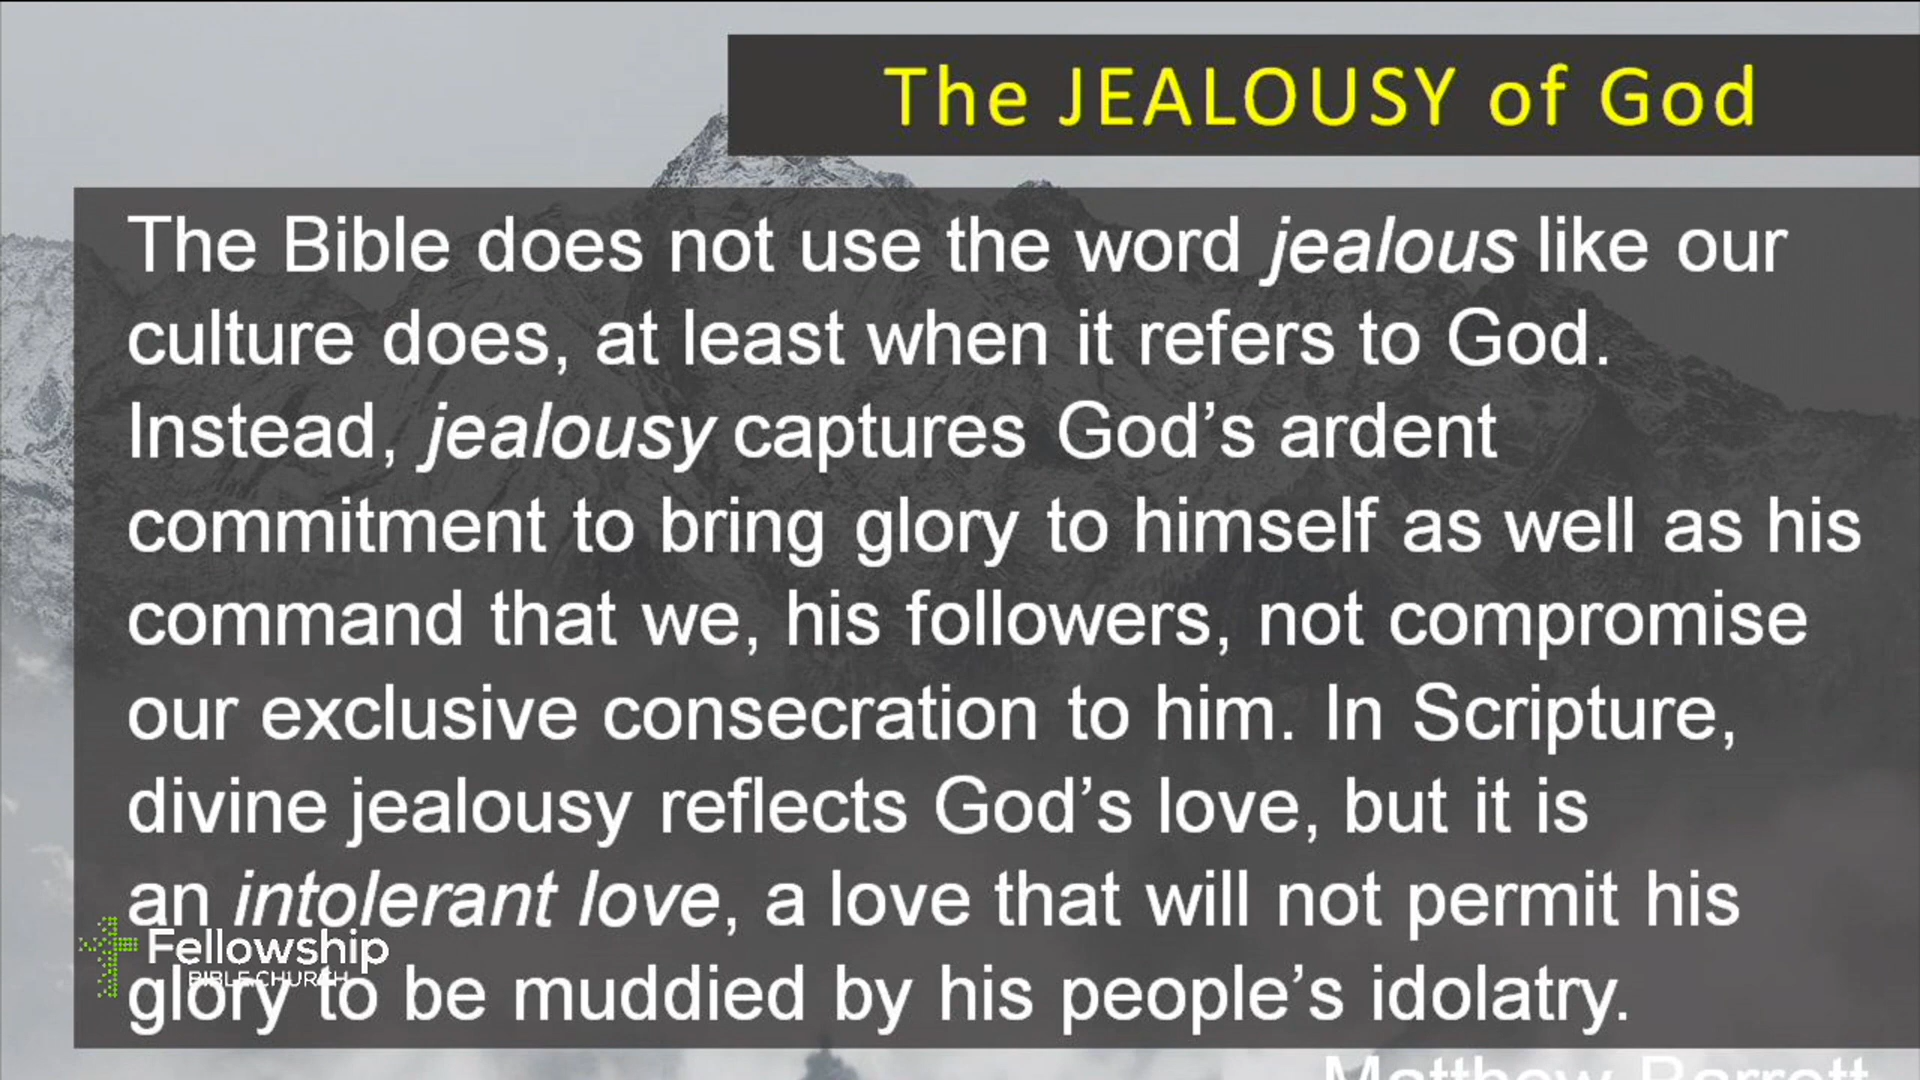 The JEALOUSY of God
The Bible does not use the word jealous like our
culture does, at least when it refers to God.
Instead, jealousy captures God’s ardent
commitment to bring glory to himself as well as his
command that we, his followers, not compromise
our exclusive consecration to him. In Scripture,
divine jealousy reflects God’s love, but it is
an intolerant love, a love that will not permit his
glory to be muddied by his people’s idolatry.
Fellowship
BIBLE CHURCH
Matthew Barrett